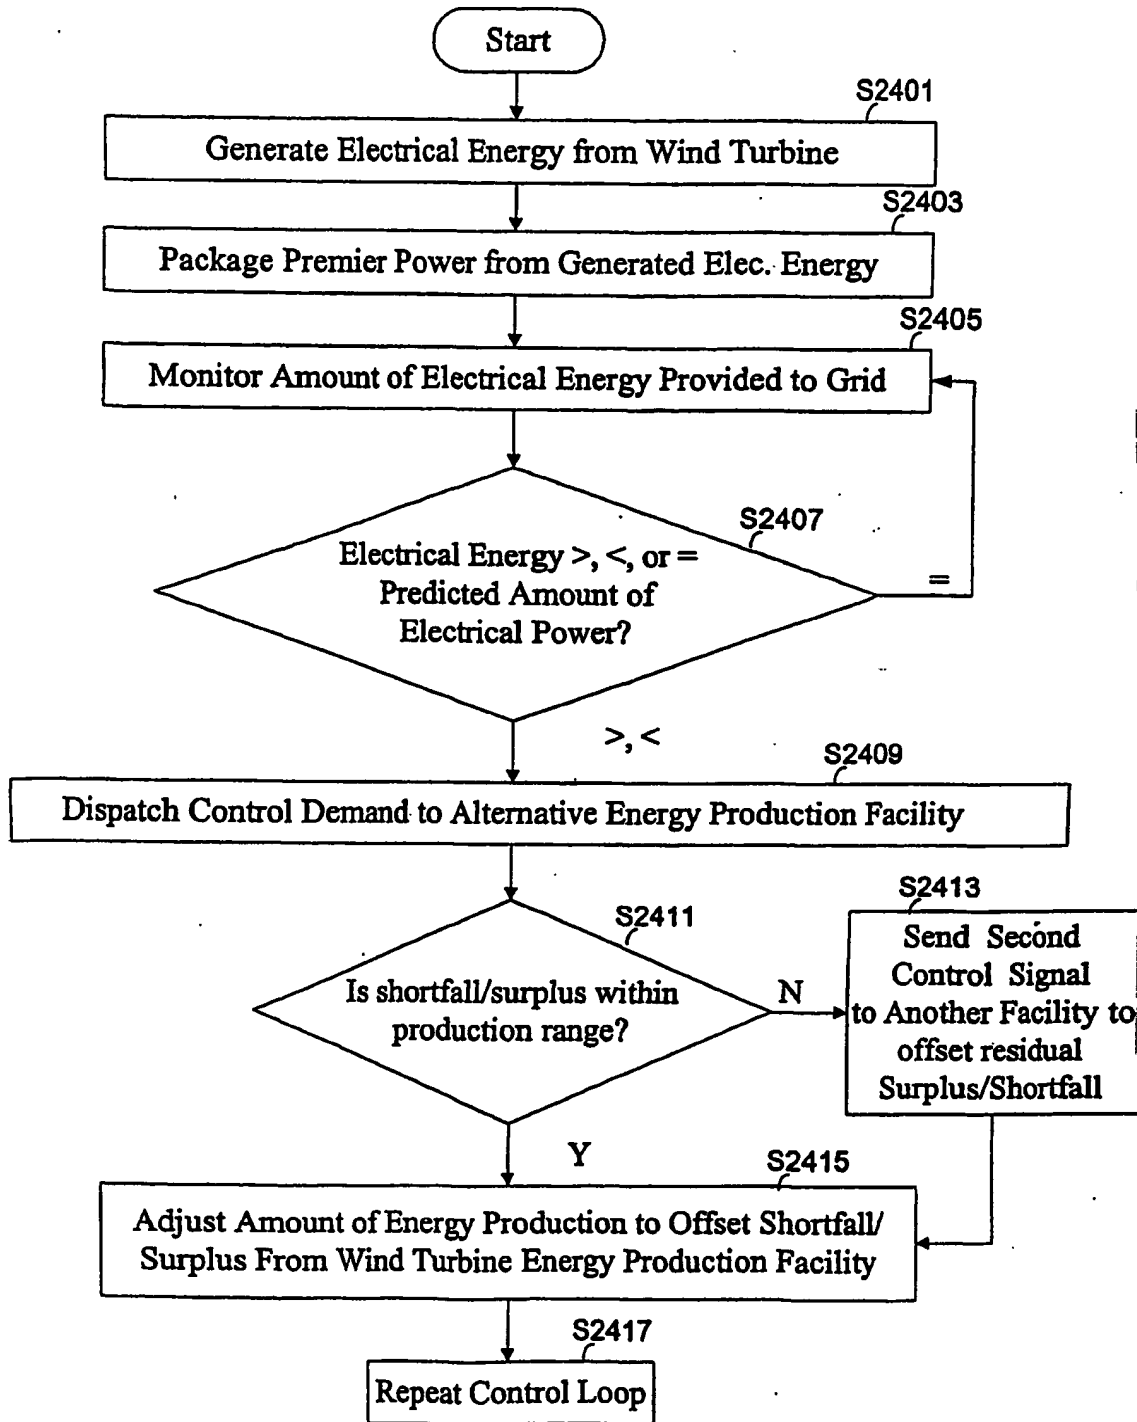 Start
S2401
Generate Electrical Energy from Wind Turbine
S2403
Package Premier Power from Generated Elec. Energy
S2405
Monitor Amount of Electrical Energy Provided to Grid
S2407
Electrical Energy >, <, or =
Predicted Amount of
Electrical Power?
=
>, <
S2409
Dispatch Control Demand to Alternative Energy Production Facility
S2411
Is shortfall/surplus within
production range?
N
S2413
Send Second
Control Signal
to Another Facility to
offset residual
Surplus/Shortfall
Y
S2415
Adjust Amount of Energy Production to Offset Shortfall/
Surplus From Wind Turbine Energy Production Facility
S2417
Repeat Control Loop